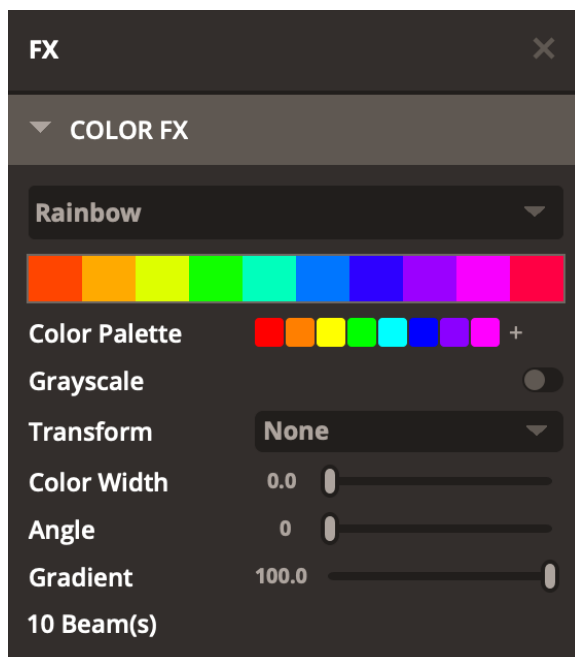 FX
COLOR FX
Rainbow
Color Palette +
Grayscale
Transform None
Color Width 0.0
Angle 0
Gradient 100.0
10 Beam(s)